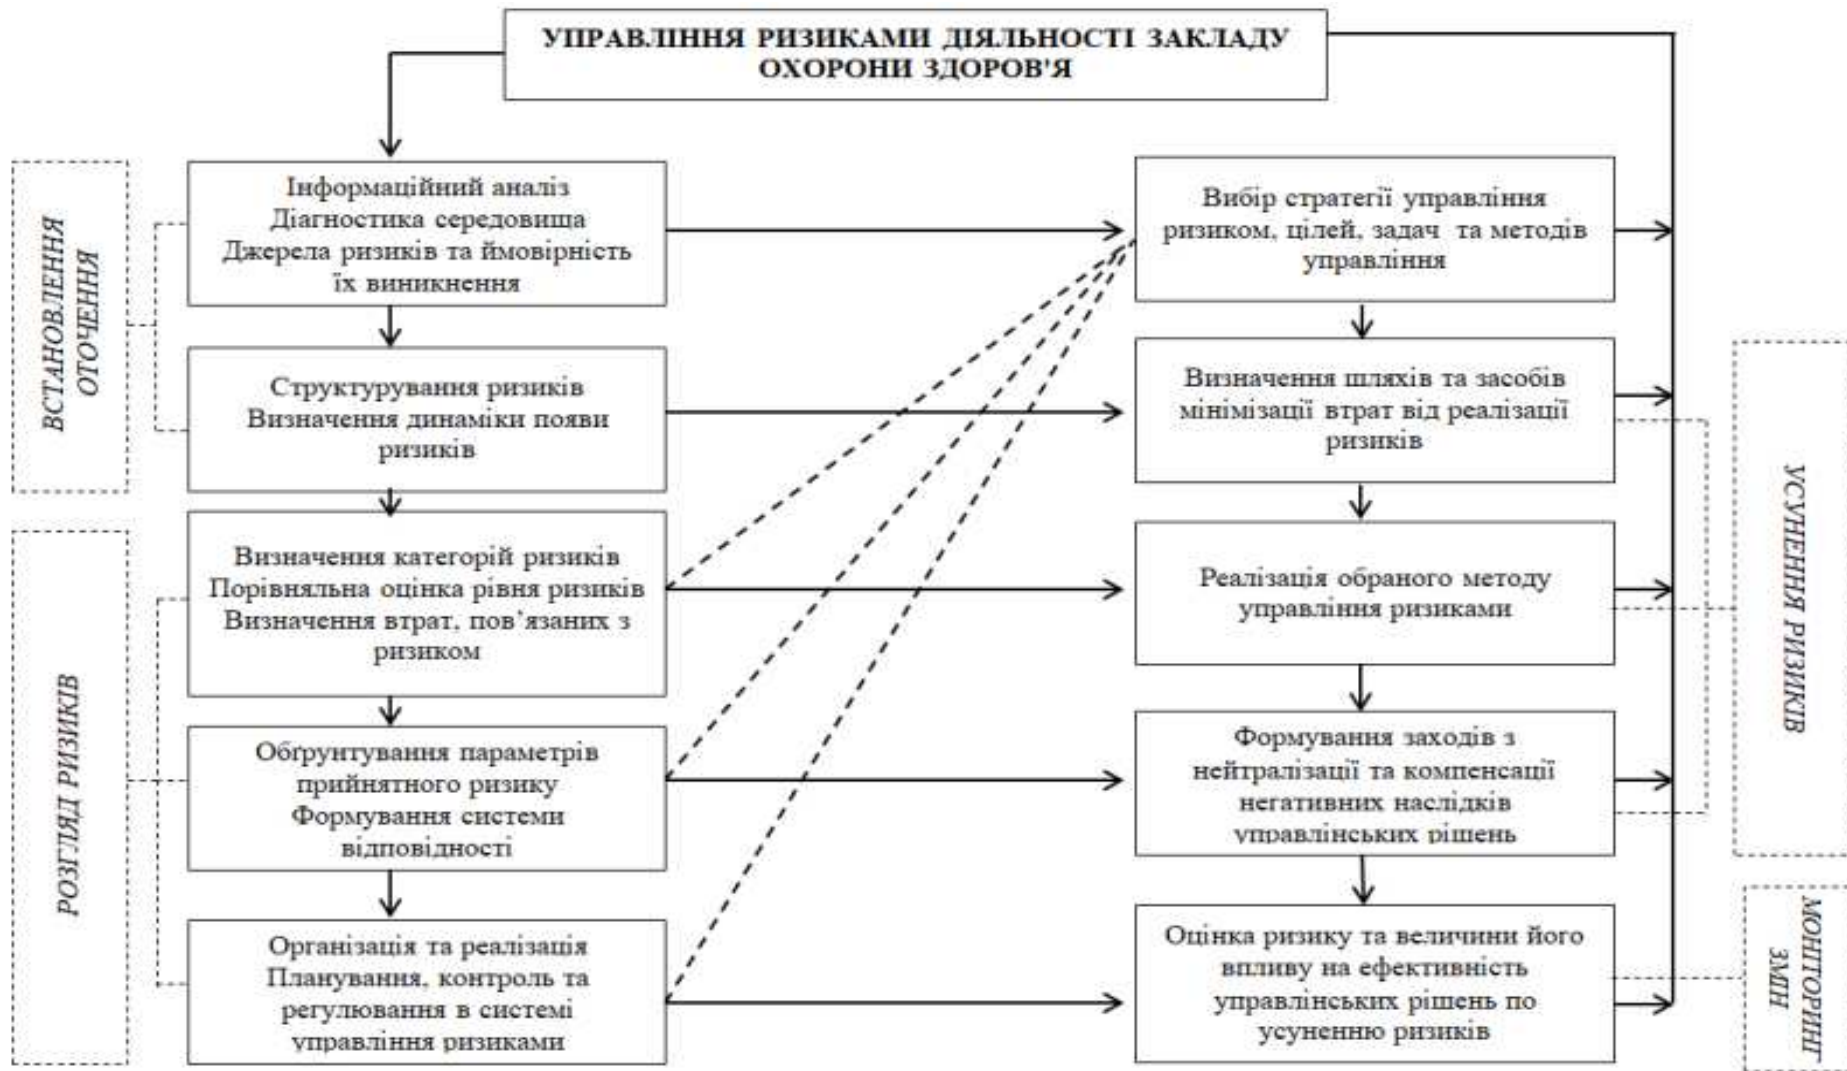 УПРАВЛІННЯ РИЗИКАМИ ДІЯЛЬНОСТІ ЗАКЛАДУ
ОХОРОНИ ЗДОРОВ'Я
ВСТАНОВЛЕННЯ
ОТОЧЕННЯ
Інформаційний аналіз
Діагностика середовища
Джерела ризиків та ймовірність
їх виникнення
Структурування ризиків
Визначення динаміки появи
ризиків
РОЗГЛЯД РИЗИКІВ
Визначення категорій ризиків
Порівняльна оцінка рівня ризиків
Визначення втрат, пов’язаних з
ризиком
Обґрунтування параметрів
прийнятного ризику
Формування системи
відповідності
Організація та реалізація
Планування, контроль та
регулювання в системі
управління ризиками
Вибір стратегії управління
ризиком, цілей, задач та методів
управління
Визначення шляхів та засобів
мінімізації втрат від реалізації
ризиків
Реалізація обраного методу
управління ризиками
Формування заходів з
нейтралізації та компенсації
негативних наслідків
управлінських рішень
Оцінка ризику та величини його
впливу на ефективність
управлінських рішень по
усуненню ризиків
УСУНЕННЯ РИЗИКІВ
МОНІТОРИНГ
ЗМІН